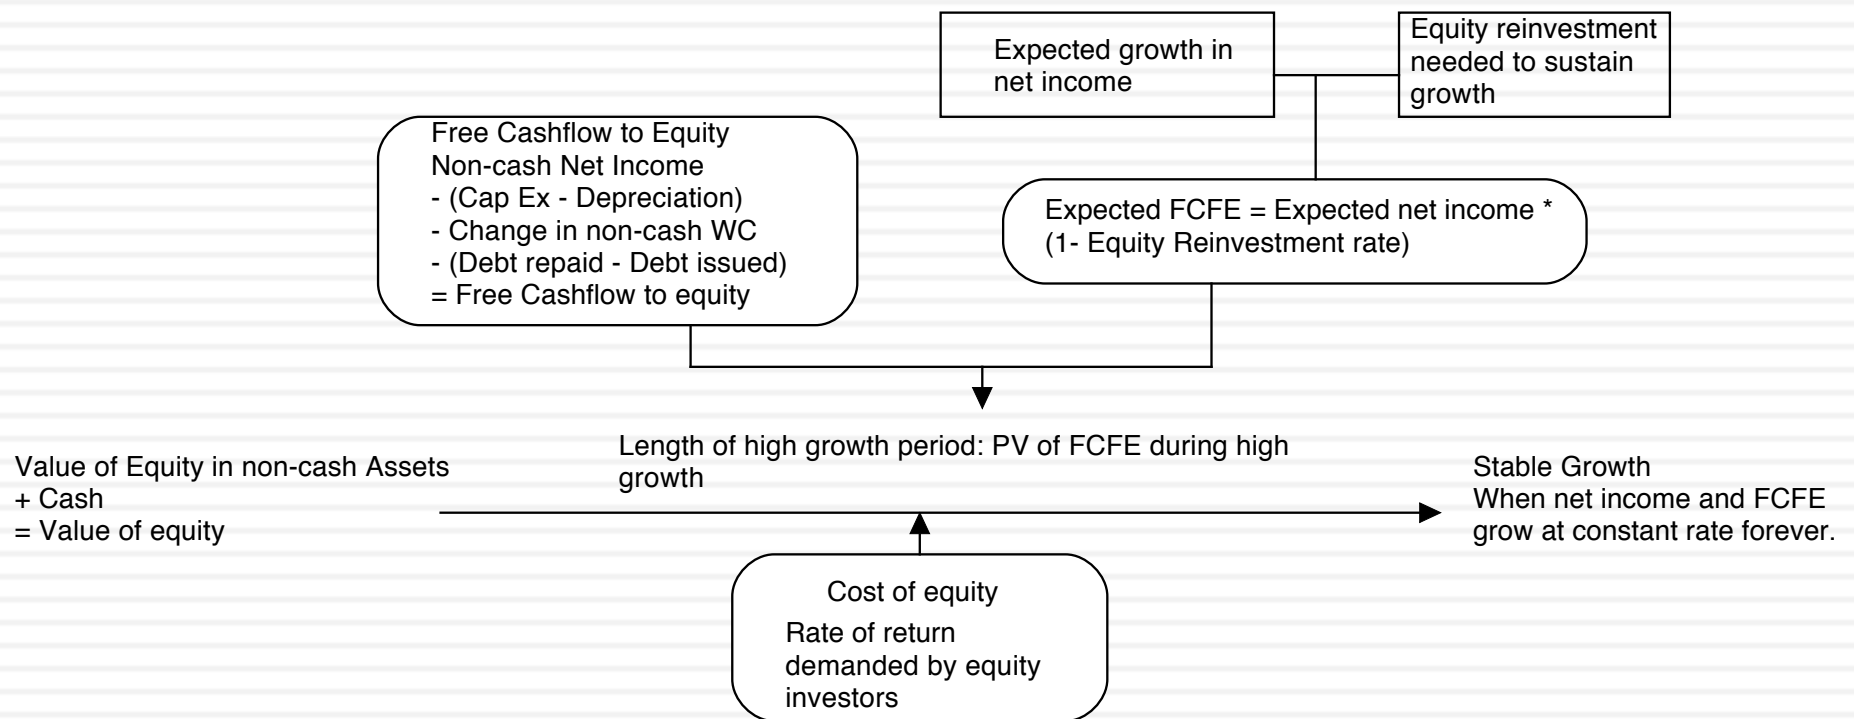 Expected growth in
net income
Equity reinvestment
needed to sustain
growth
Free Cashflow to Equity
Non-cash Net Income
- (Cap Ex - Depreciation)
- Change in non-cash WC
- (Debt repaid - Debt issued)
= Free Cashflow to equity
Expected FCFE = Expected net income *
(1- Equity Reinvestment rate)
Length of high growth period: PV of FCFE during high
growth
Value of Equity in non-cash Assets
+ Cash
= Value of equity
Stable Growth
When net income and FCFE
grow at constant rate forever.
Cost of equity
Rate of return
demanded by equity
investors